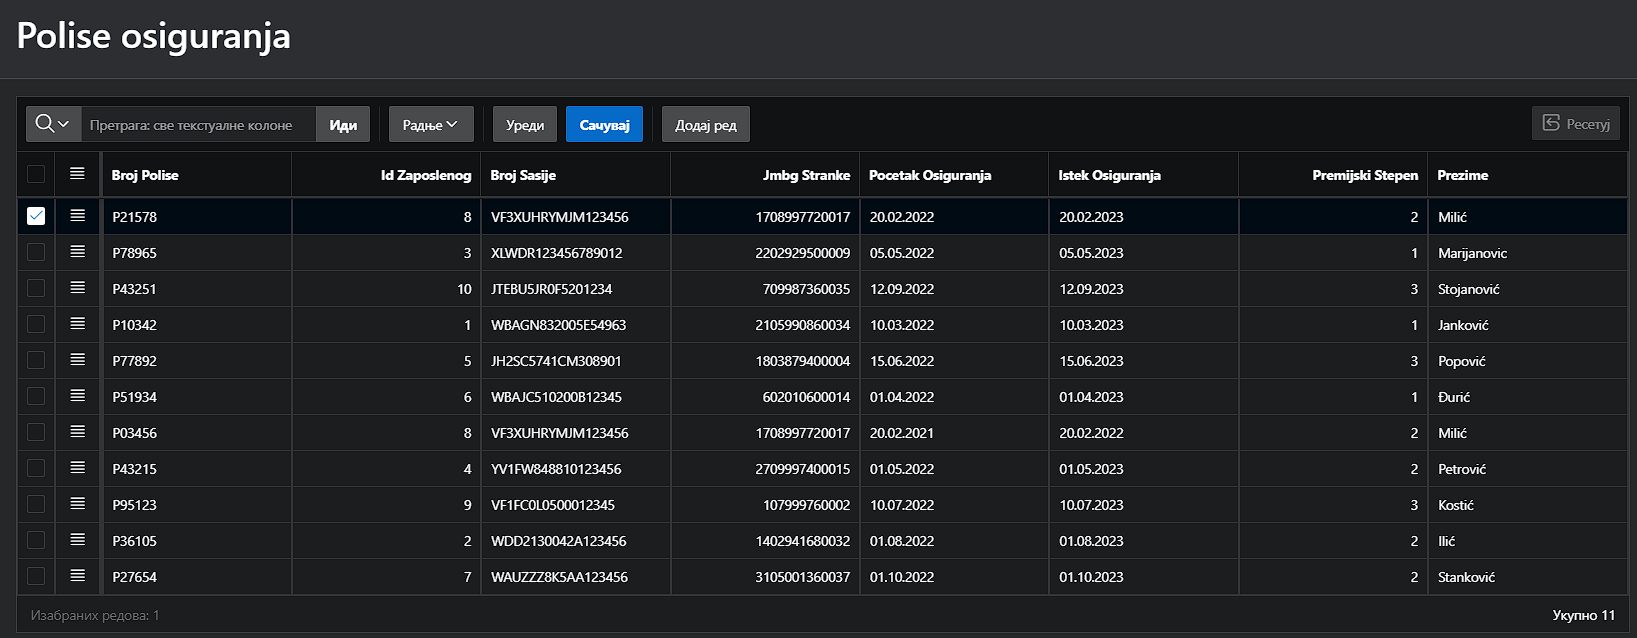 Polise osiguranja
Претрага: све текстуалне колоне Иди Радње Уреди Сачувај Додај ред Ресетуј
Broj Polise Id Zaposlenog Broj Sasije Jmbg Stranke Pocetak Osiguranja Istek Osiguranja Premijski Stepen Prezime
P21578 8 VF3XUHRYMJM123456 1708997720017 20.02.2022 20.02.2023 2 Milić
P78965 3 XLWDR123456789012 2202929500009 05.05.2022 05.05.2023 1 Marijanovic
P43251 10 JTEBU5JR0F5201234 709987360035 12.09.2022 12.09.2023 3 Stojanović
P10342 1 WBAGN832005E54963 2105990860034 10.03.2022 10.03.2023 1 Janković
P77892 5 JH2SC5741CM308901 1803879400004 15.06.2022 15.06.2023 3 Popović
P51934 6 WBAJC510200B12345 602010600014 01.04.2022 01.04.2023 1 Đurić
P03456 8 VF3XUHRYMJM123456 1708997720017 20.02.2021 20.02.2022 2 Milić
P43215 4 YV1FW848810123456 2709997400015 01.05.2022 01.05.2023 2 Petrović
P95123 9 VF1FC0L0500012345 107999760002 10.07.2022 10.07.2023 3 Kostić
P36105 2 WDD2130042A123456 1402941680032 01.08.2022 01.08.2023 2 Ilić
P27654 7 WAUZZZ8K5AA123456 3105001360037 01.10.2022 01.10.2023 2 Stanković
Изабраних редова: 1 Укупно 11